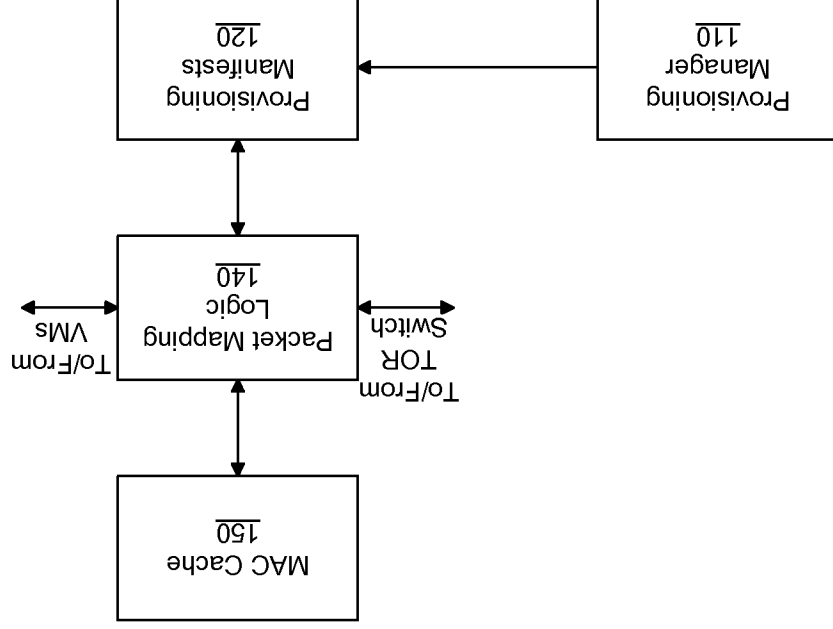 MAC Cache
150
To/From
TOR
Switch
Packet Mapping
Logic
140
To/From
VMs
Provisioning
Manager
110
Provisioning
Manifests
120